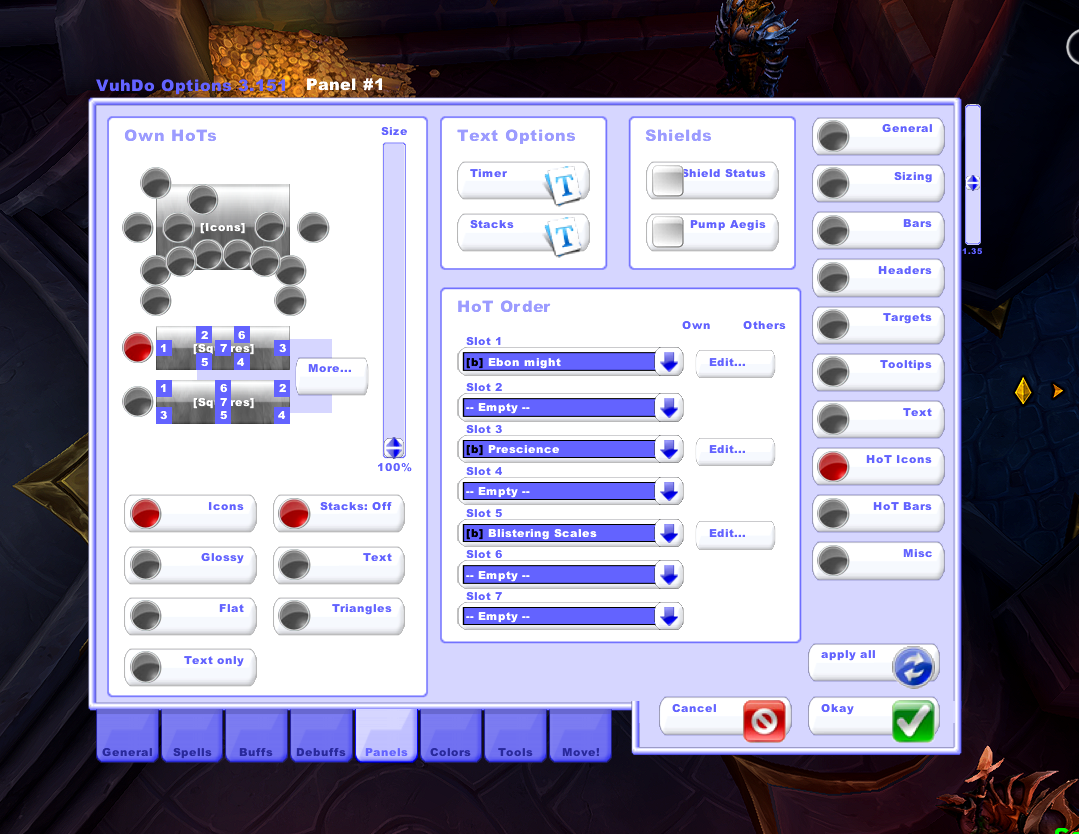 VuhDo Options 3.151 Panel #1
Own HoTs
Size
[Icons]
2 6
1 [Squares] 7 3
5 4
More...
1 6 2
[Squares] 7
3 5 4
100%
Icons
Stacks: Off
Glossy
Text
Flat
Triangles
Text only
Text Options
Timer
Stacks
Shields
Shield Status
Pump Aegis
HoT Order
Own Others
Slot 1
[b] Ebon might
Edit...
Slot 2
-- Empty --
Slot 3
[b] Prescience
Edit...
Slot 4
-- Empty --
Slot 5
[b] Blistering Scales
Edit...
Slot 6
-- Empty --
Slot 7
-- Empty --
General
Sizing
Bars
Headers
Targets
Tooltips
Text
HoT Icons
HoT Bars
Misc
1.35
apply all
Cancel
Okay
General Spells Buffs Debuffs Panels Colors Tools Move!